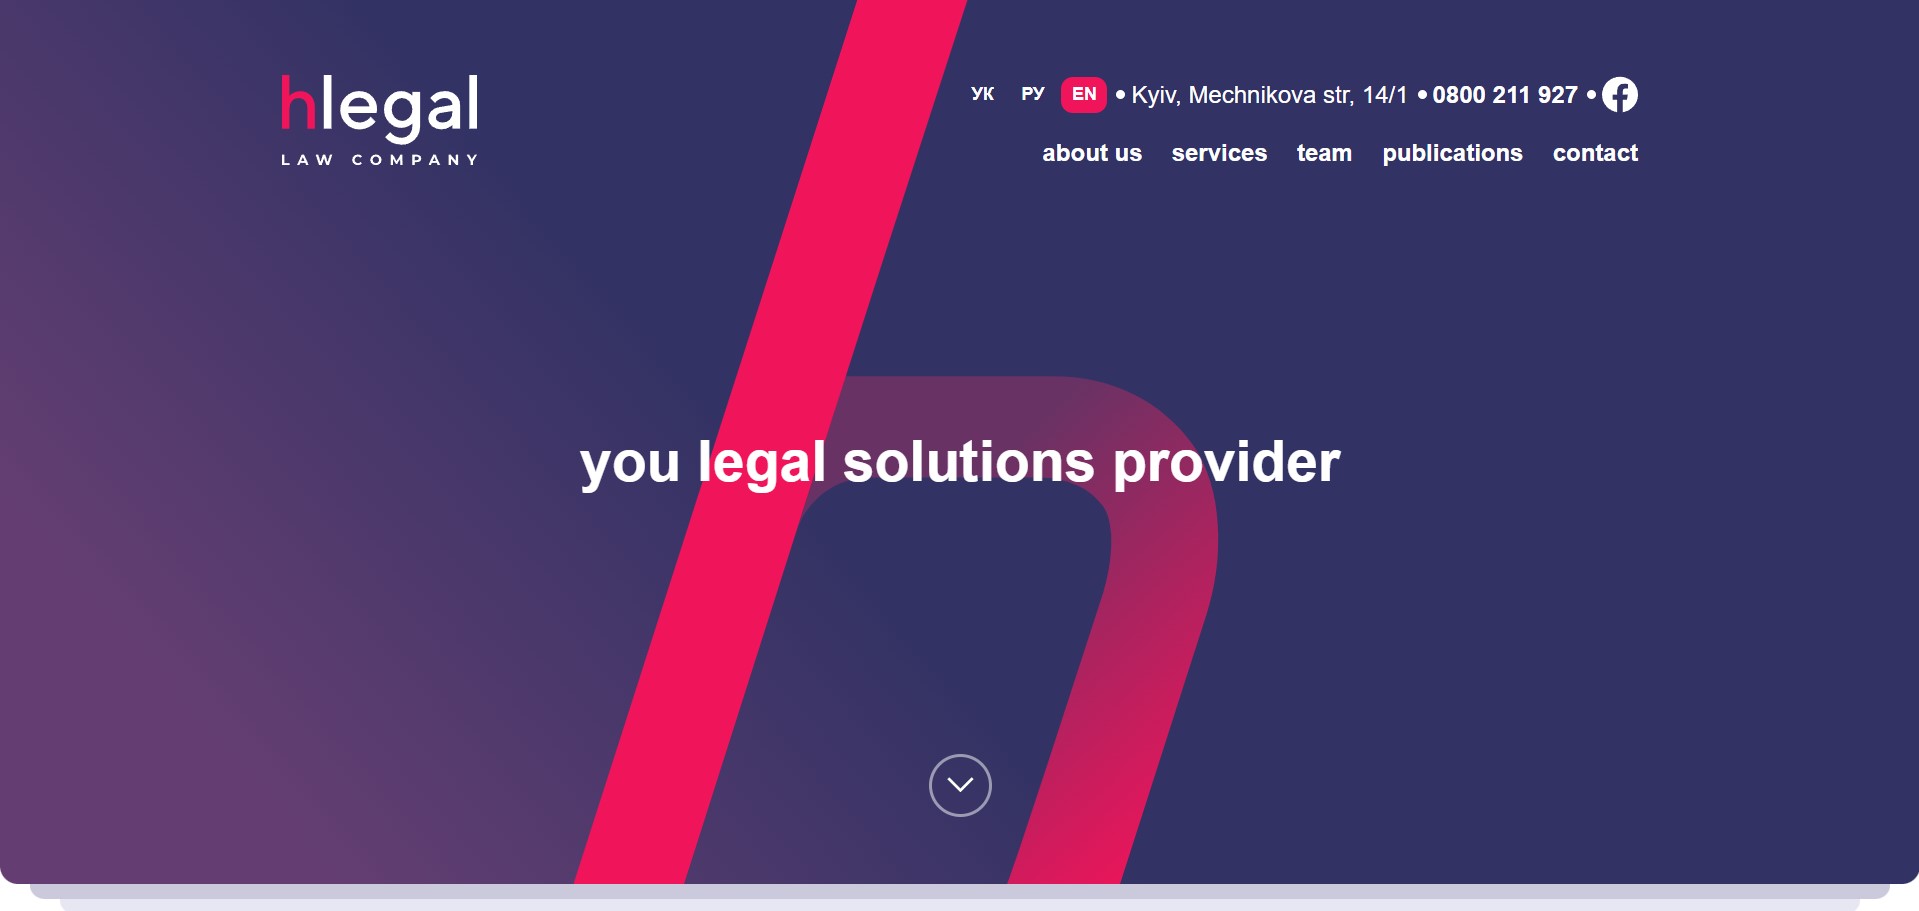 hlegal
LAW COMPANY
УК РУ EN • Kyiv, Mechnikova str, 14/1 • 0800 211 927 •
about us services team publications contact
you legal solutions provider